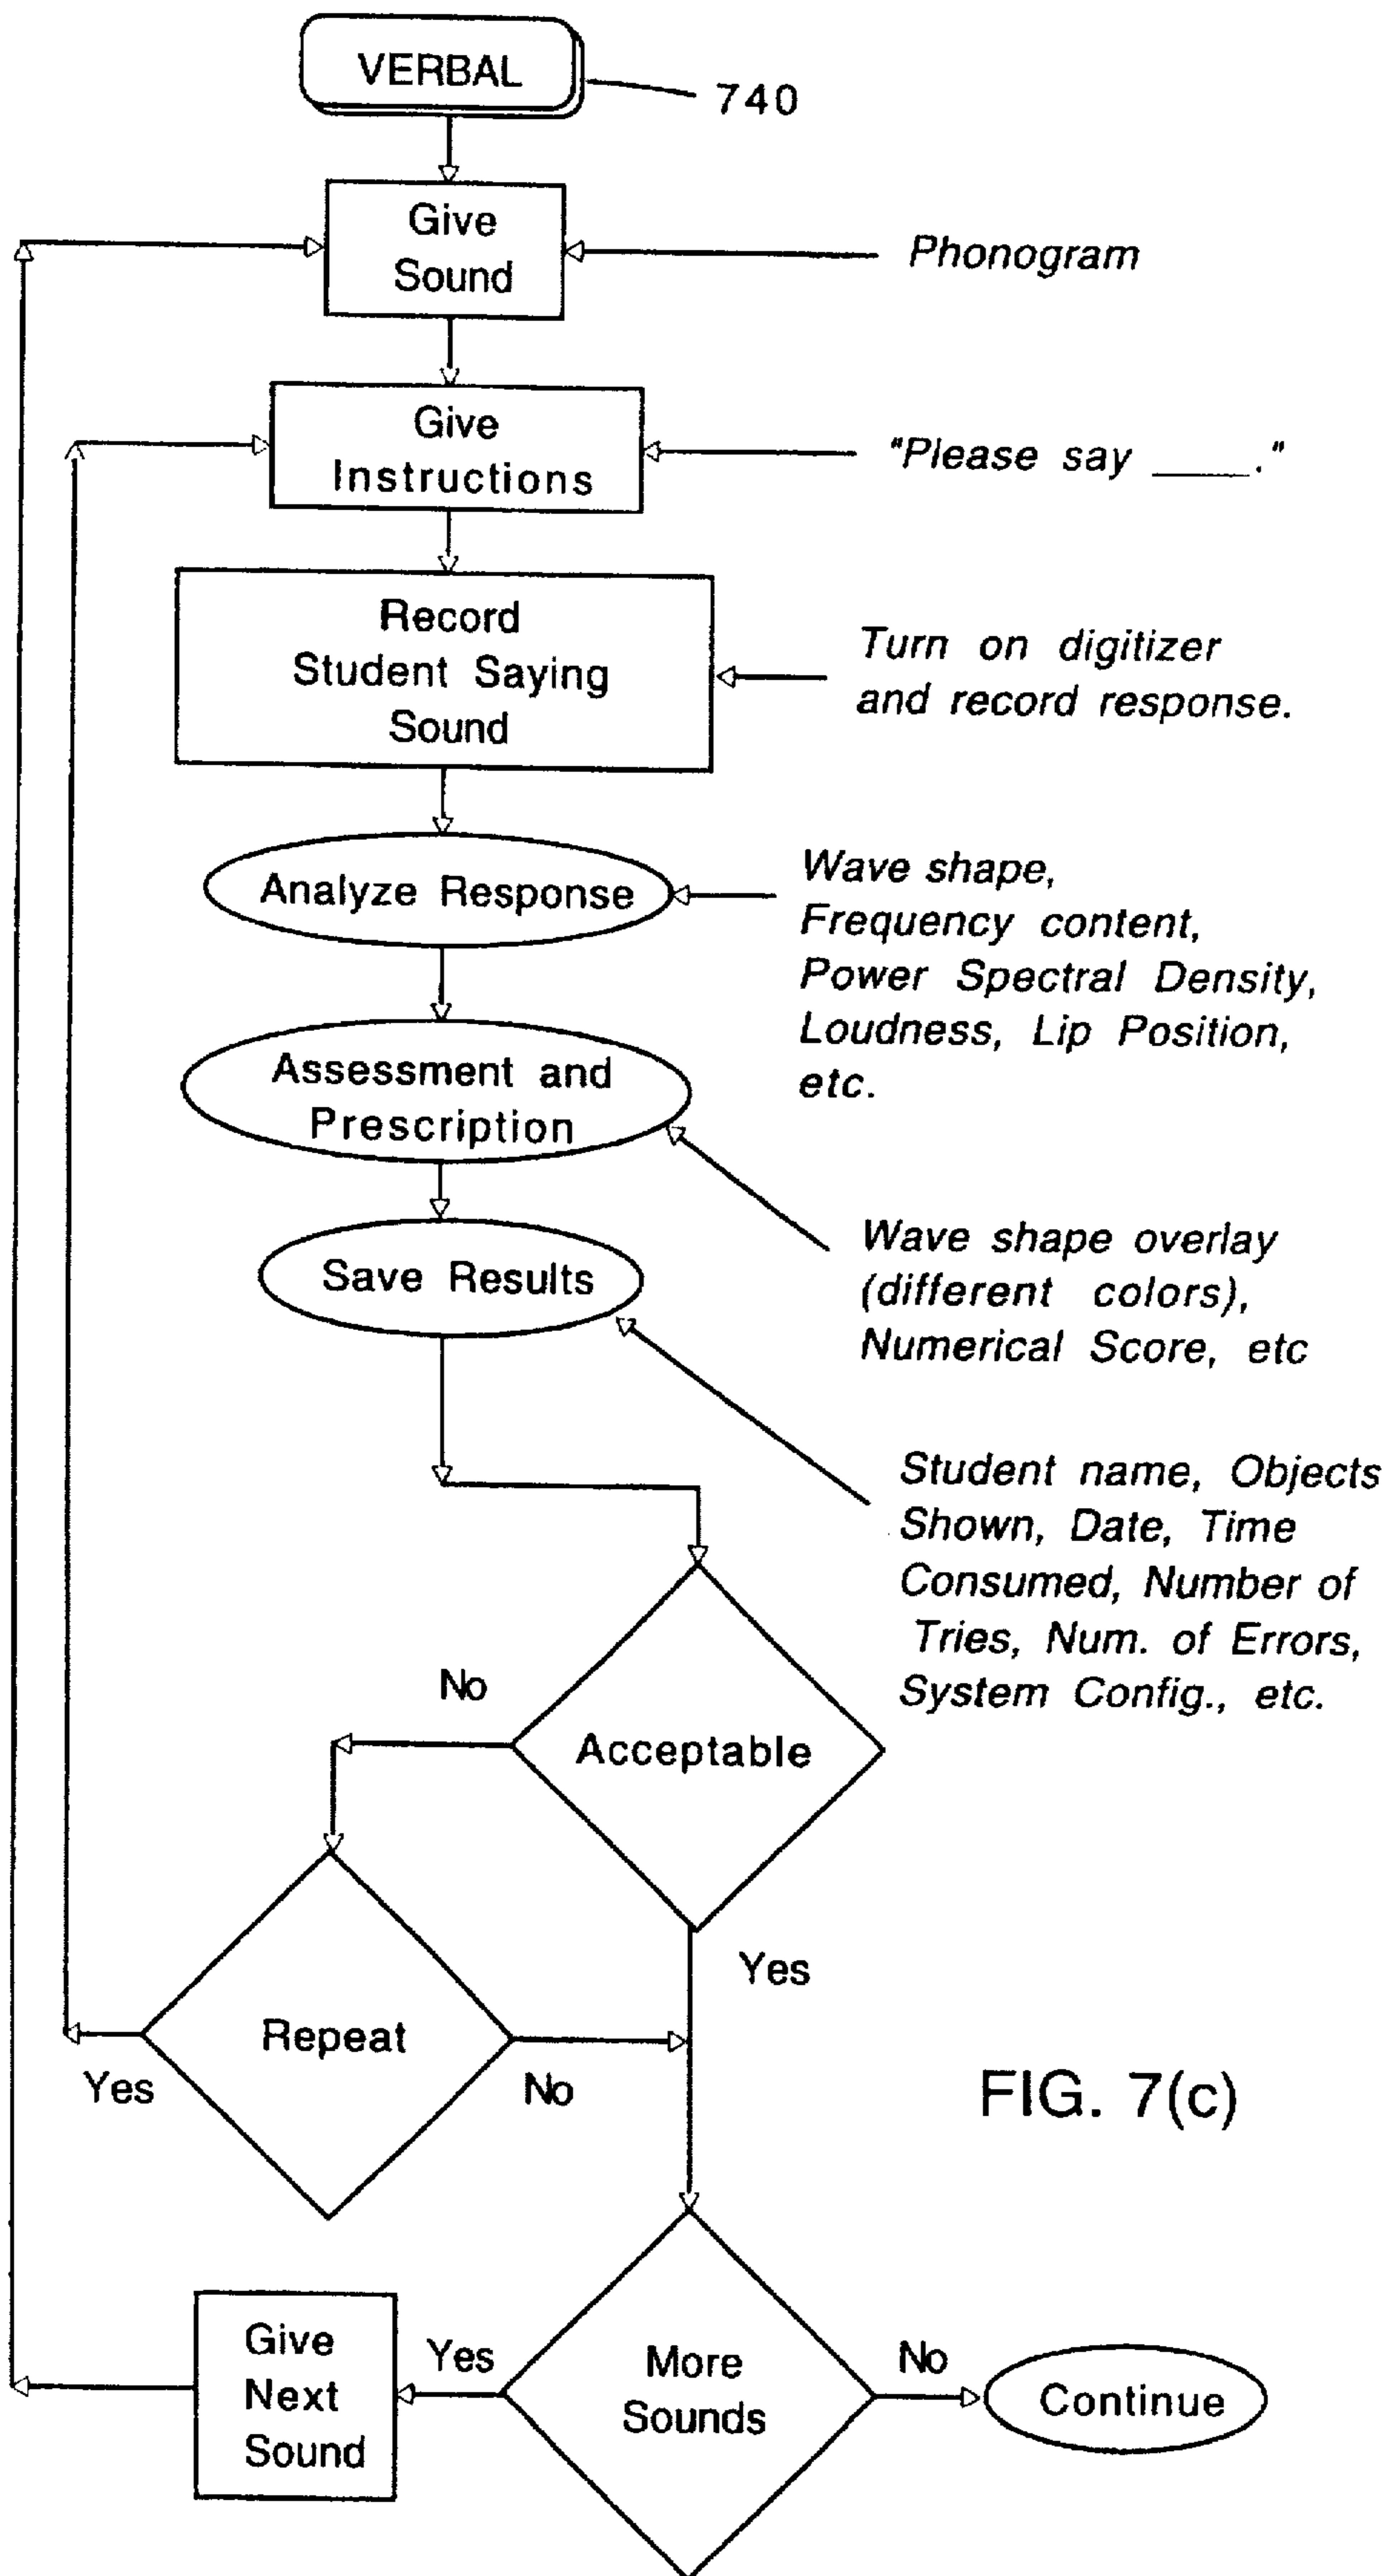 VERBAL
740
Give
Sound
Phonogram
Give
Instructions
"Please say ____."
Record
Student Saying
Sound
Turn on digitizer
and record response.
Analyze Response
Wave shape,
Frequency content,
Power Spectral Density,
Loudness, Lip Position,
etc.
Assessment and
Prescription
Wave shape overlay
(different colors),
Numerical Score, etc
Save Results
Student name, Objects
Shown, Date, Time
Consumed, Number of
Tries, Num. of Errors,
System Config., etc.
No
Acceptable
Yes
Repeat
Yes
No
FIG. 7(c)
Give
Next
Sound
Yes
More
Sounds
No
Continue